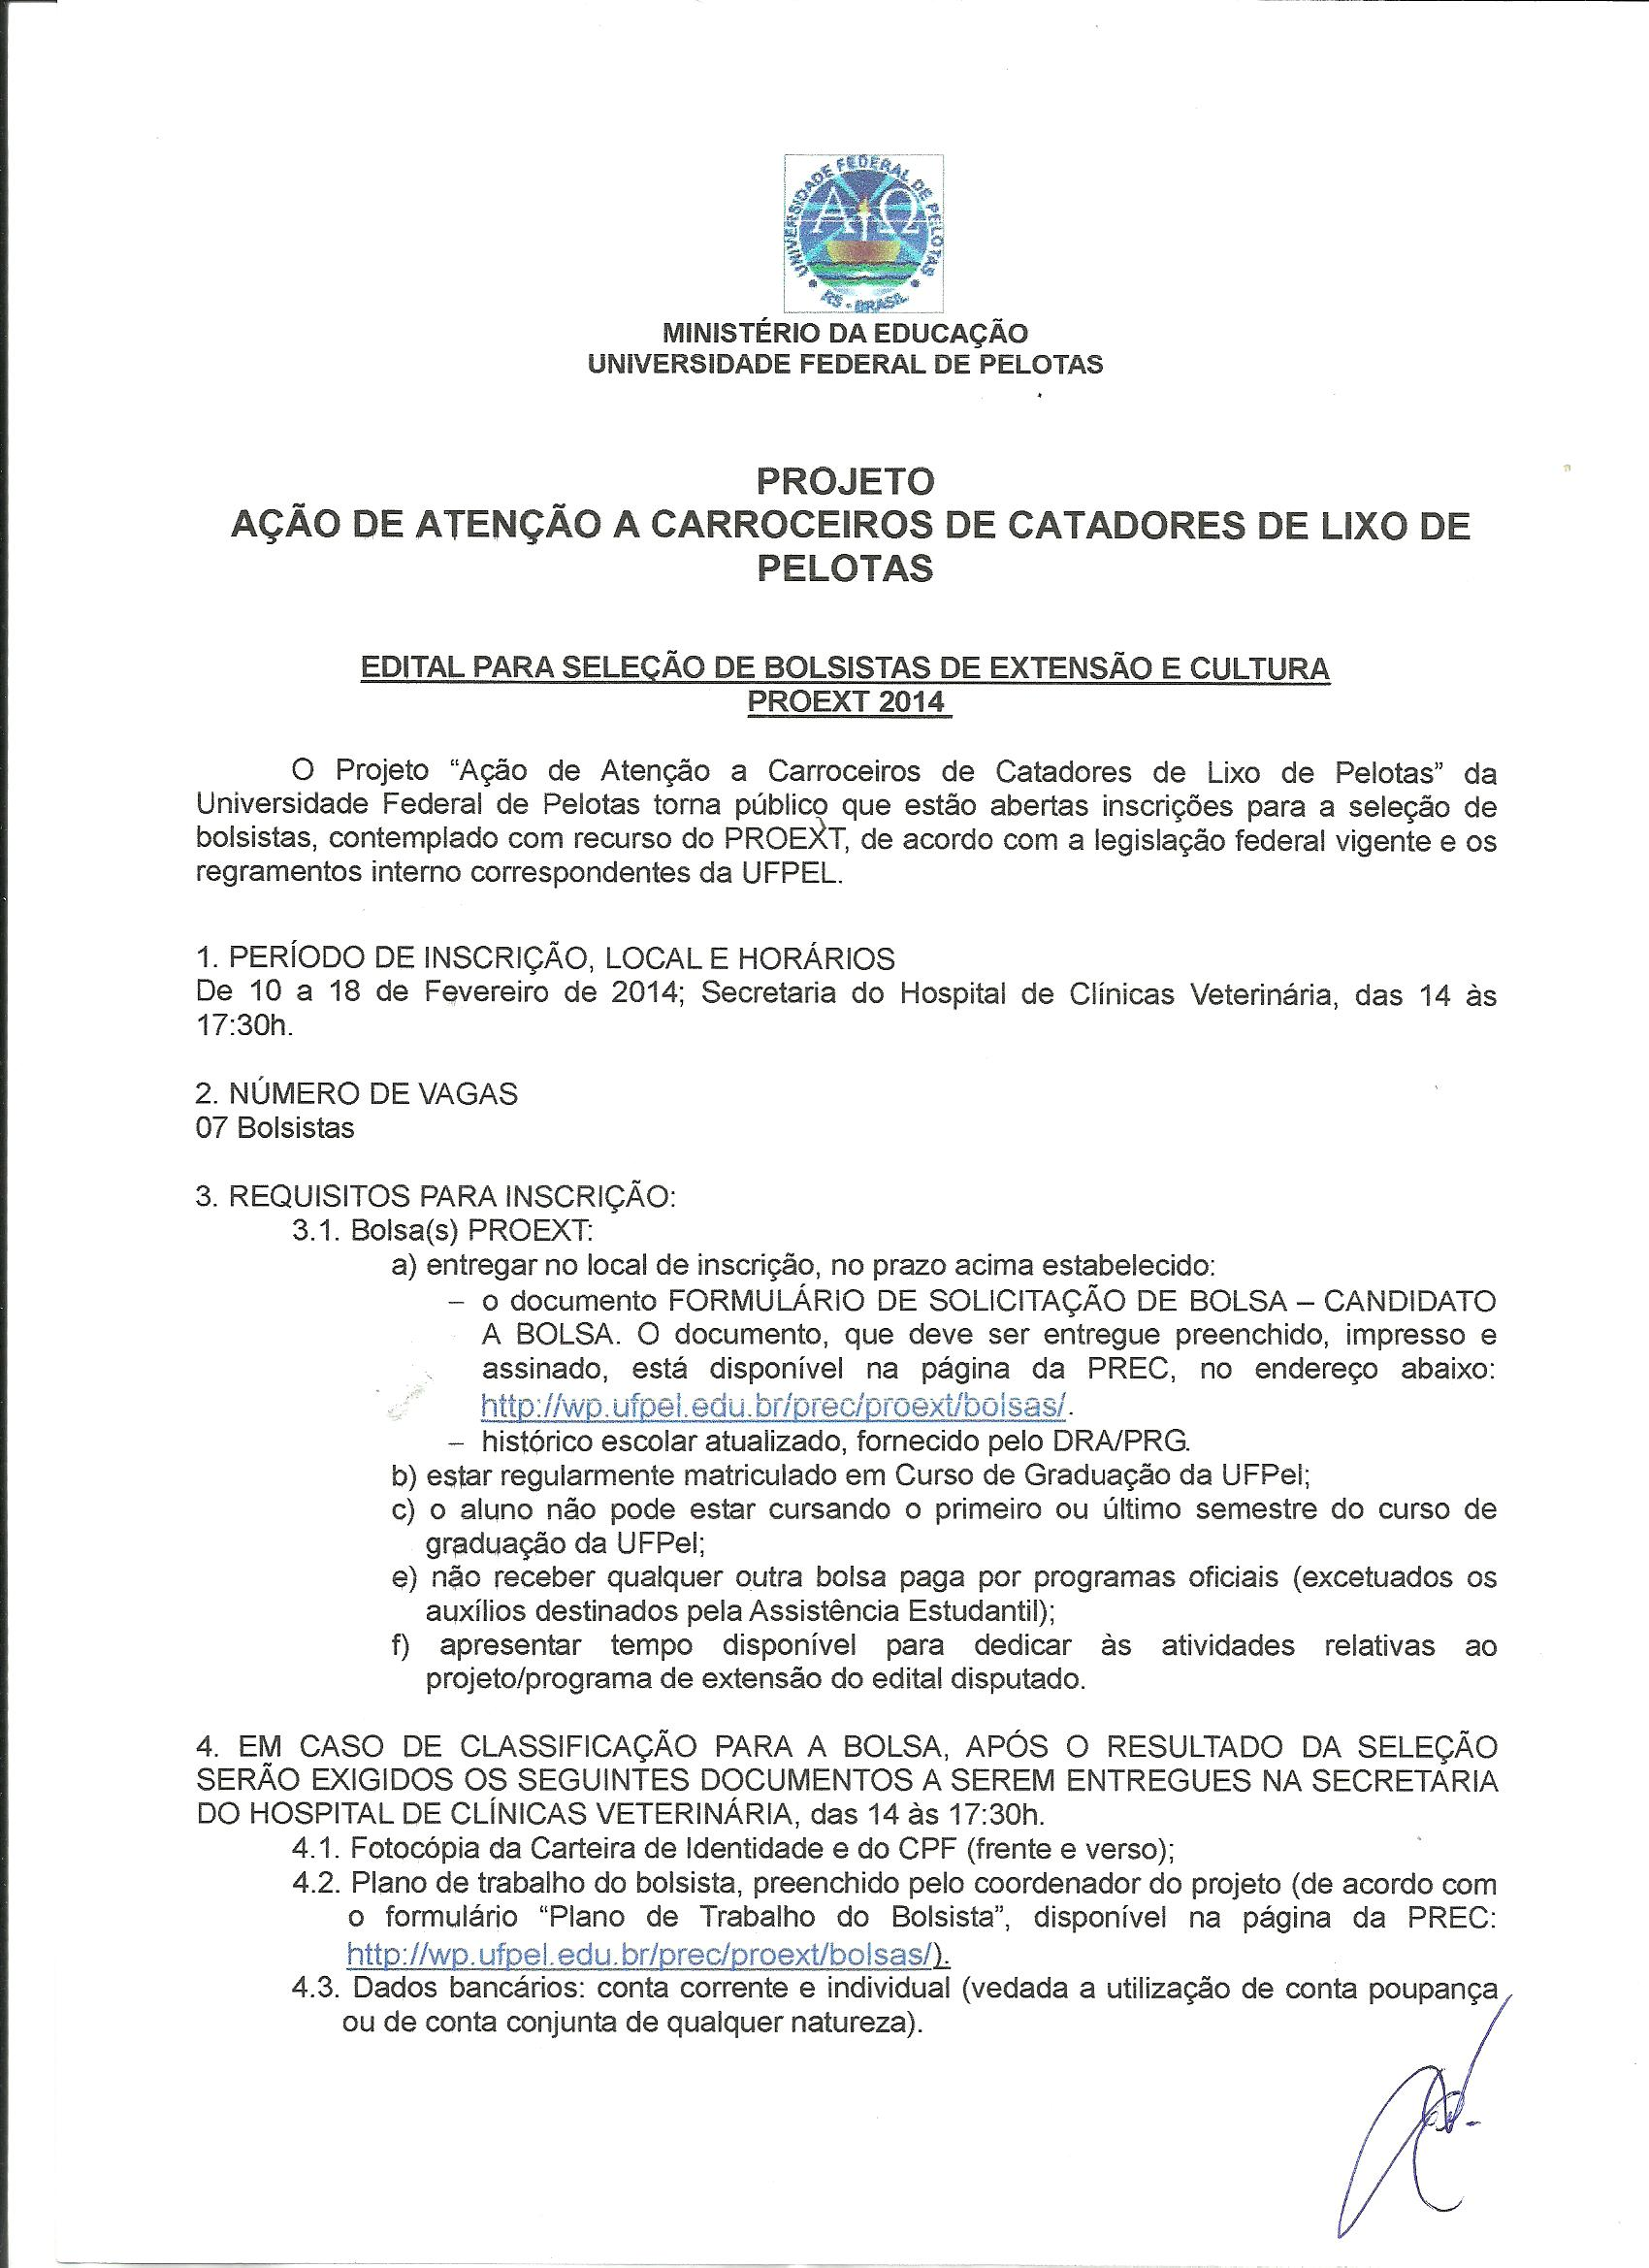 UNIVERSIDADE FEDERAL DE PELOTAS
A Ω
RS - BRASIL
MINISTÉRIO DA EDUCAÇÃO
UNIVERSIDADE FEDERAL DE PELOTAS
PROJETO
AÇÃO DE ATENÇÃO A CARROCEIROS DE CATADORES DE LIXO DE
PELOTAS
EDITAL PARA SELEÇÃO DE BOLSISTAS DE EXTENSÃO E CULTURA
PROEXT 2014
O Projeto “Ação de Atenção a Carroceiros de Catadores de Lixo de Pelotas” da
Universidade Federal de Pelotas torna público que estão abertas inscrições para a seleção de
bolsistas, contemplado com recurso do PROEXT, de acordo com a legislação federal vigente e os
regramentos interno correspondentes da UFPEL.
1. PERÍODO DE INSCRIÇÃO, LOCAL E HORÁRIOS
De 10 a 18 de Fevereiro de 2014; Secretaria do Hospital de Clínicas Veterinária, das 14 às
17:30h.
2. NÚMERO DE VAGAS
07 Bolsistas
3. REQUISITOS PARA INSCRIÇÃO:
3.1. Bolsa(s) PROEXT:
a) entregar no local de inscrição, no prazo acima estabelecido:
– o documento FORMULÁRIO DE SOLICITAÇÃO DE BOLSA – CANDIDATO
A BOLSA. O documento, que deve ser entregue preenchido, impresso e
assinado, está disponível na página da PREC, no endereço abaixo:
http://wp.ufpel.edu.br/prec/proext/bolsas/.
– histórico escolar atualizado, fornecido pelo DRA/PRG.
b) estar regularmente matriculado em Curso de Graduação da UFPel;
c) o aluno não pode estar cursando o primeiro ou último semestre do curso de
graduação da UFPel;
e) não receber qualquer outra bolsa paga por programas oficiais (excetuados os
auxílios destinados pela Assistência Estudantil);
f) apresentar tempo disponível para dedicar às atividades relativas ao
projeto/programa de extensão do edital disputado.
4. EM CASO DE CLASSIFICAÇÃO PARA A BOLSA, APÓS O RESULTADO DA SELEÇÃO
SERÃO EXIGIDOS OS SEGUINTES DOCUMENTOS A SEREM ENTREGUES NA SECRETARIA
DO HOSPITAL DE CLÍNICAS VETERINÁRIA, das 14 às 17:30h.
4.1. Fotocópia da Carteira de Identidade e do CPF (frente e verso);
4.2. Plano de trabalho do bolsista, preenchido pelo coordenador do projeto (de acordo com
o formulário “Plano de Trabalho do Bolsista”, disponível na página da PREC:
http://wp.ufpel.edu.br/prec/proext/bolsas/).
4.3. Dados bancários: conta corrente e individual (vedada a utilização de conta poupança
ou de conta conjunta de qualquer natureza).